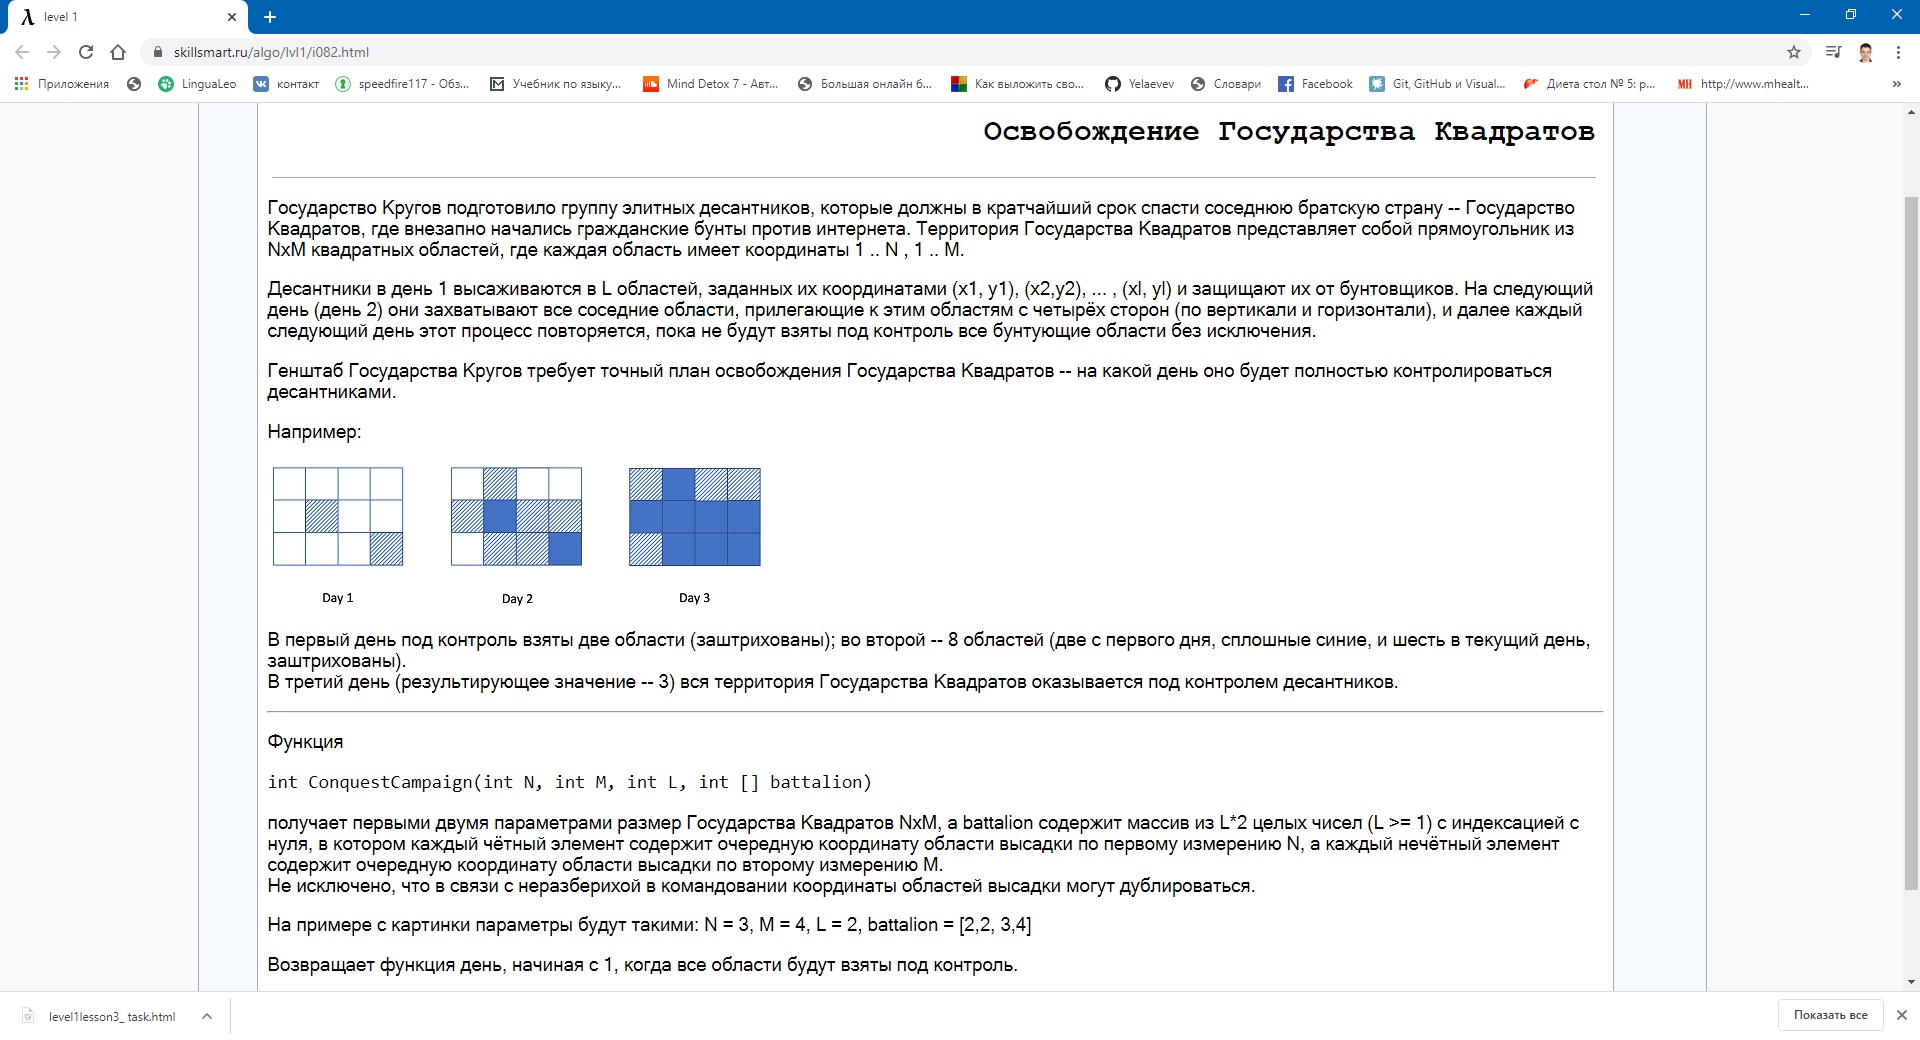 level 1
skillsmart.ru/algo/lvl1/i082.html
Приложения LinguaLeo контакт speedfire117 - Обз... Учебник по языку... Mind Detox 7 - Авт... Большая онлайн б... Как выложить сво... Yelaevev Словари Facebook Git, GitHub и Visual... Диета стол № 5: р... MH http://www.mhealt... »
Освобождение Государства Квадратов
Государство Кругов подготовило группу элитных десантников, которые должны в кратчайший срок спасти соседнюю братскую страну -- Государство
Квадратов, где внезапно начались гражданские бунты против интернета. Территория Государства Квадратов представляет собой прямоугольник из
NxM квадратных областей, где каждая область имеет координаты 1 .. N , 1 .. M.
Десантники в день 1 высаживаются в L областей, заданных их координатами (x1, y1), (x2,y2), ... , (xl, yl) и защищают их от бунтовщиков. На следующий
день (день 2) они захватывают все соседние области, прилегающие к этим областям с четырёх сторон (по вертикали и горизонтали), и далее каждый
следующий день этот процесс повторяется, пока не будут взяты под контроль все бунтующие области без исключения.
Генштаб Государства Кругов требует точный план освобождения Государства Квадратов -- на какой день оно будет полностью контролироваться
десантниками.
Например:
Day 1 Day 2 Day 3
В первый день под контроль взяты две области (заштрихованы); во второй -- 8 областей (две с первого дня, сплошные синие, и шесть в текущий день,
заштрихованы).
В третий день (результирующее значение -- 3) вся территория Государства Квадратов оказывается под контролем десантников.
Функция
int ConquestCampaign(int N, int M, int L, int [] battalion)
получает первыми двумя параметрами размер Государства Квадратов NxM, а battalion содержит массив из L*2 целых чисел (L >= 1) с индексацией с
нуля, в котором каждый чётный элемент содержит очередную координату области высадки по первому измерению N, а каждый нечётный элемент
содержит очередную координату области высадки по второму измерению M.
Не исключено, что в связи с неразберихой в командовании координаты областей высадки могут дублироваться.
На примере с картинки параметры будут такими: N = 3, M = 4, L = 2, battalion = [2,2, 3,4]
Возвращает функция день, начиная с 1, когда все области будут взяты под контроль.
level1lesson3_ task.html
Показать все